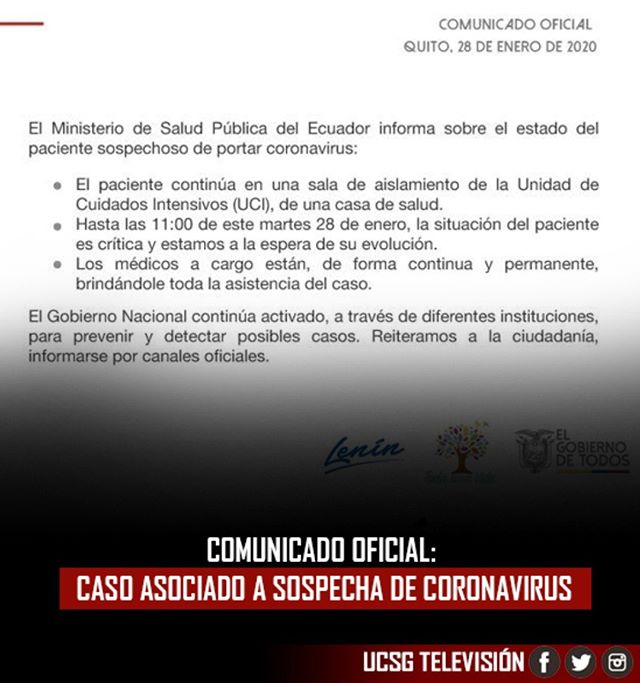 COMUNICADO OFICIAL
QUITO, 28 DE ENERO DE 2020
El Ministerio de Salud Pública del Ecuador informa sobre el estado del
paciente sospechoso de portar coronavirus:
● El paciente continúa en una sala de aislamiento de la Unidad de
Cuidados Intensivos (UCI), de una casa de salud.
● Hasta las 11:00 de este martes 28 de enero, la situación del paciente
es crítica y estamos a la espera de su evolución.
● Los médicos a cargo están, de forma continua y permanente,
brindándole toda la asistencia del caso.
El Gobierno Nacional continúa activado, a través de diferentes instituciones,
para prevenir y detectar posibles casos. Reiteramos a la ciudadanía,
informarse por canales oficiales.
Lenín
EL
GOBIERNO
DE TODOS
COMUNICADO OFICIAL:
CASO ASOCIADO A SOSPECHA DE CORONAVIRUS
UCSG TELEVISIÓN